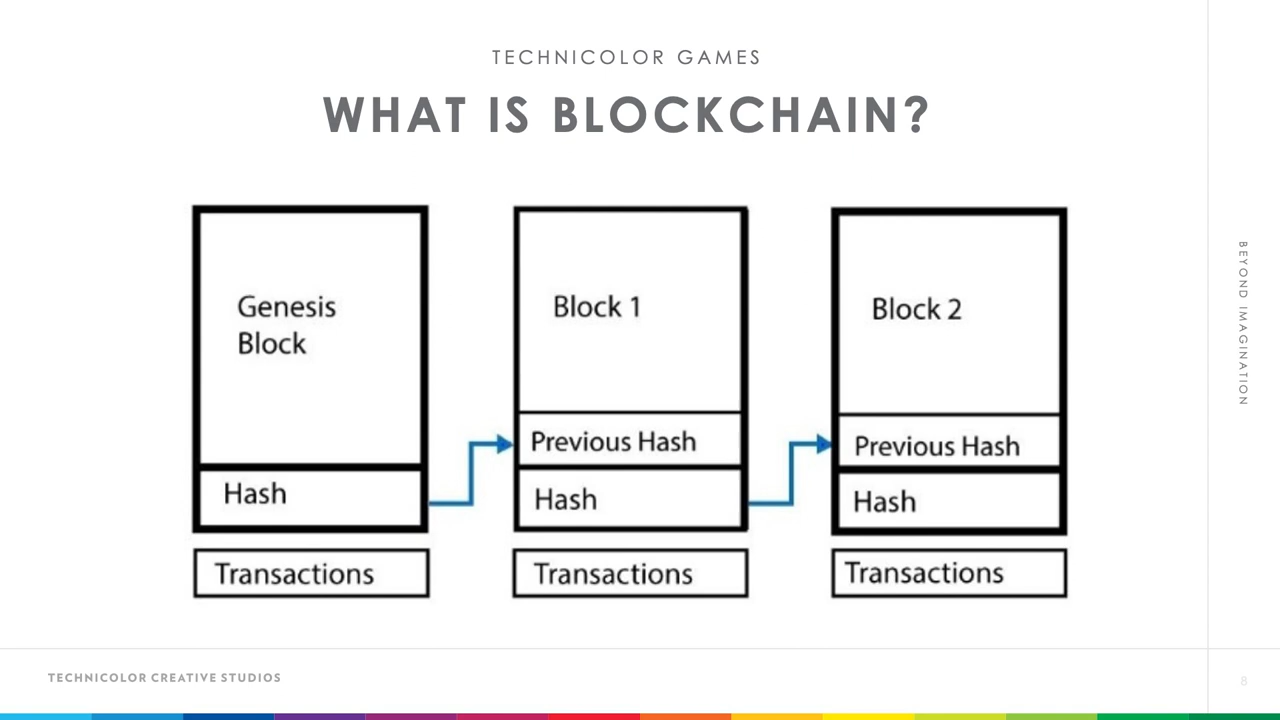 TECHNICOLOR GAMES
WHAT IS BLOCKCHAIN?
Genesis
Block
Hash
Transactions
Block 1
Previous Hash
Hash
Transactions
Block 2
Previous Hash
Hash
Transactions
BEYOND IMAGINATION
TECHNICOLOR CREATIVE STUDIOS
8